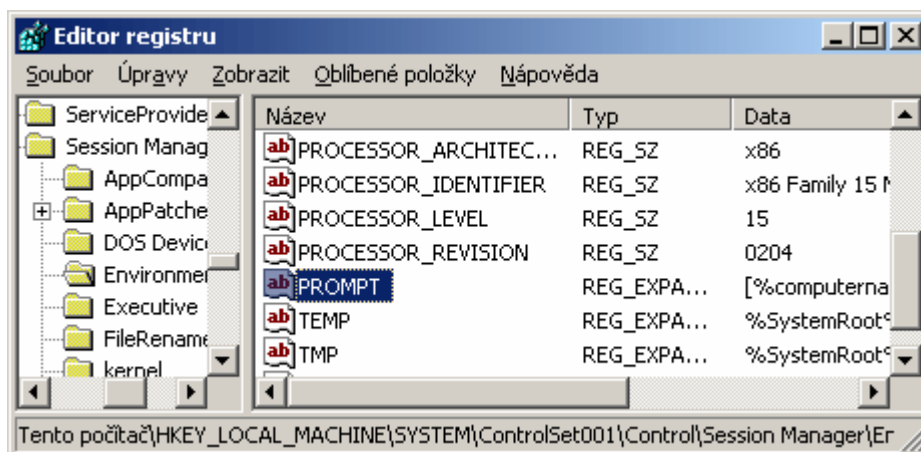 Editor registru
Soubor Úpravy Zobrazit Oblíbené položky Nápověda
ServiceProvide
Session Manag
AppCompa
AppPatche
DOS Devic
Environmer
Executive
FileRename
kernel
Název Typ Data
PROCESSOR_ARCHITEC... REG_SZ x86
PROCESSOR_IDENTIFIER REG_SZ x86 Family 15 M
PROCESSOR_LEVEL REG_SZ 15
PROCESSOR_REVISION REG_SZ 0204
PROMPT REG_EXPA... [%computerna
TEMP REG_EXPA... %SystemRoot%
TMP REG_EXPA... %SystemRoot%
Tento počítač\HKEY_LOCAL_MACHINE\SYSTEM\ControlSet001\Control\Session Manager\Er